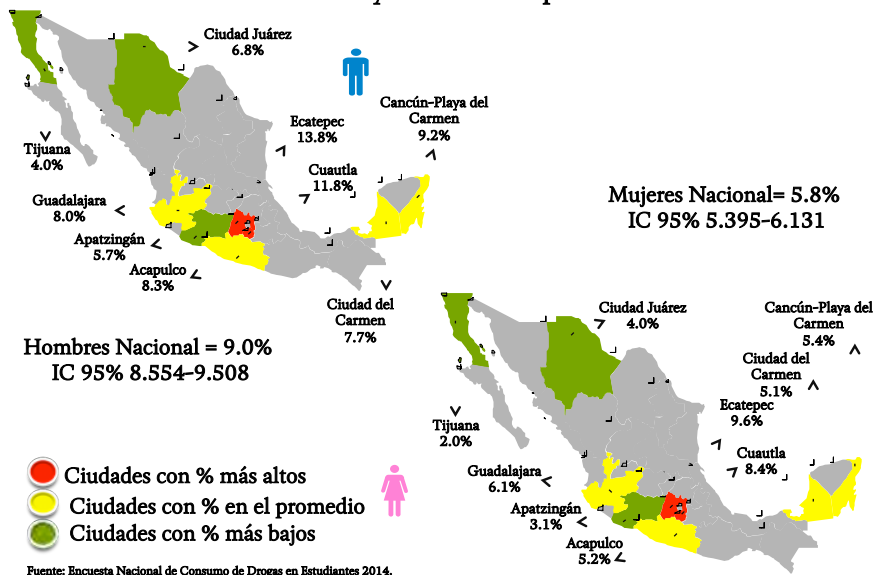 Ciudad Juárez
6.8%
Cancún-Playa del
Carmen
9.2%
Ecatepec
13.8%
Tijuana
4.0%
Cuautla
11.8%
Guadalajara
8.0%
Apatzingán
5.7%
Acapulco
8.3%
Ciudad del
Carmen
7.7%
Hombres Nacional = 9.0%
IC 95% 8.554-9.508
Mujeres Nacional= 5.8%
IC 95% 5.395-6.131
Ciudad Juárez
4.0%
Cancún-Playa del
Carmen
5.4%
Ciudad del
Carmen
5.1%
Ecatepec
9.6%
Tijuana
2.0%
Cuautla
8.4%
Guadalajara
6.1%
Apatzingán
3.1%
Acapulco
5.2%
Ciudades con % más altos
Ciudades con % en el promedio
Ciudades con % más bajos
Fuente: Encuesta Nacional de Consumo de Drogas en Estudiantes 2014.